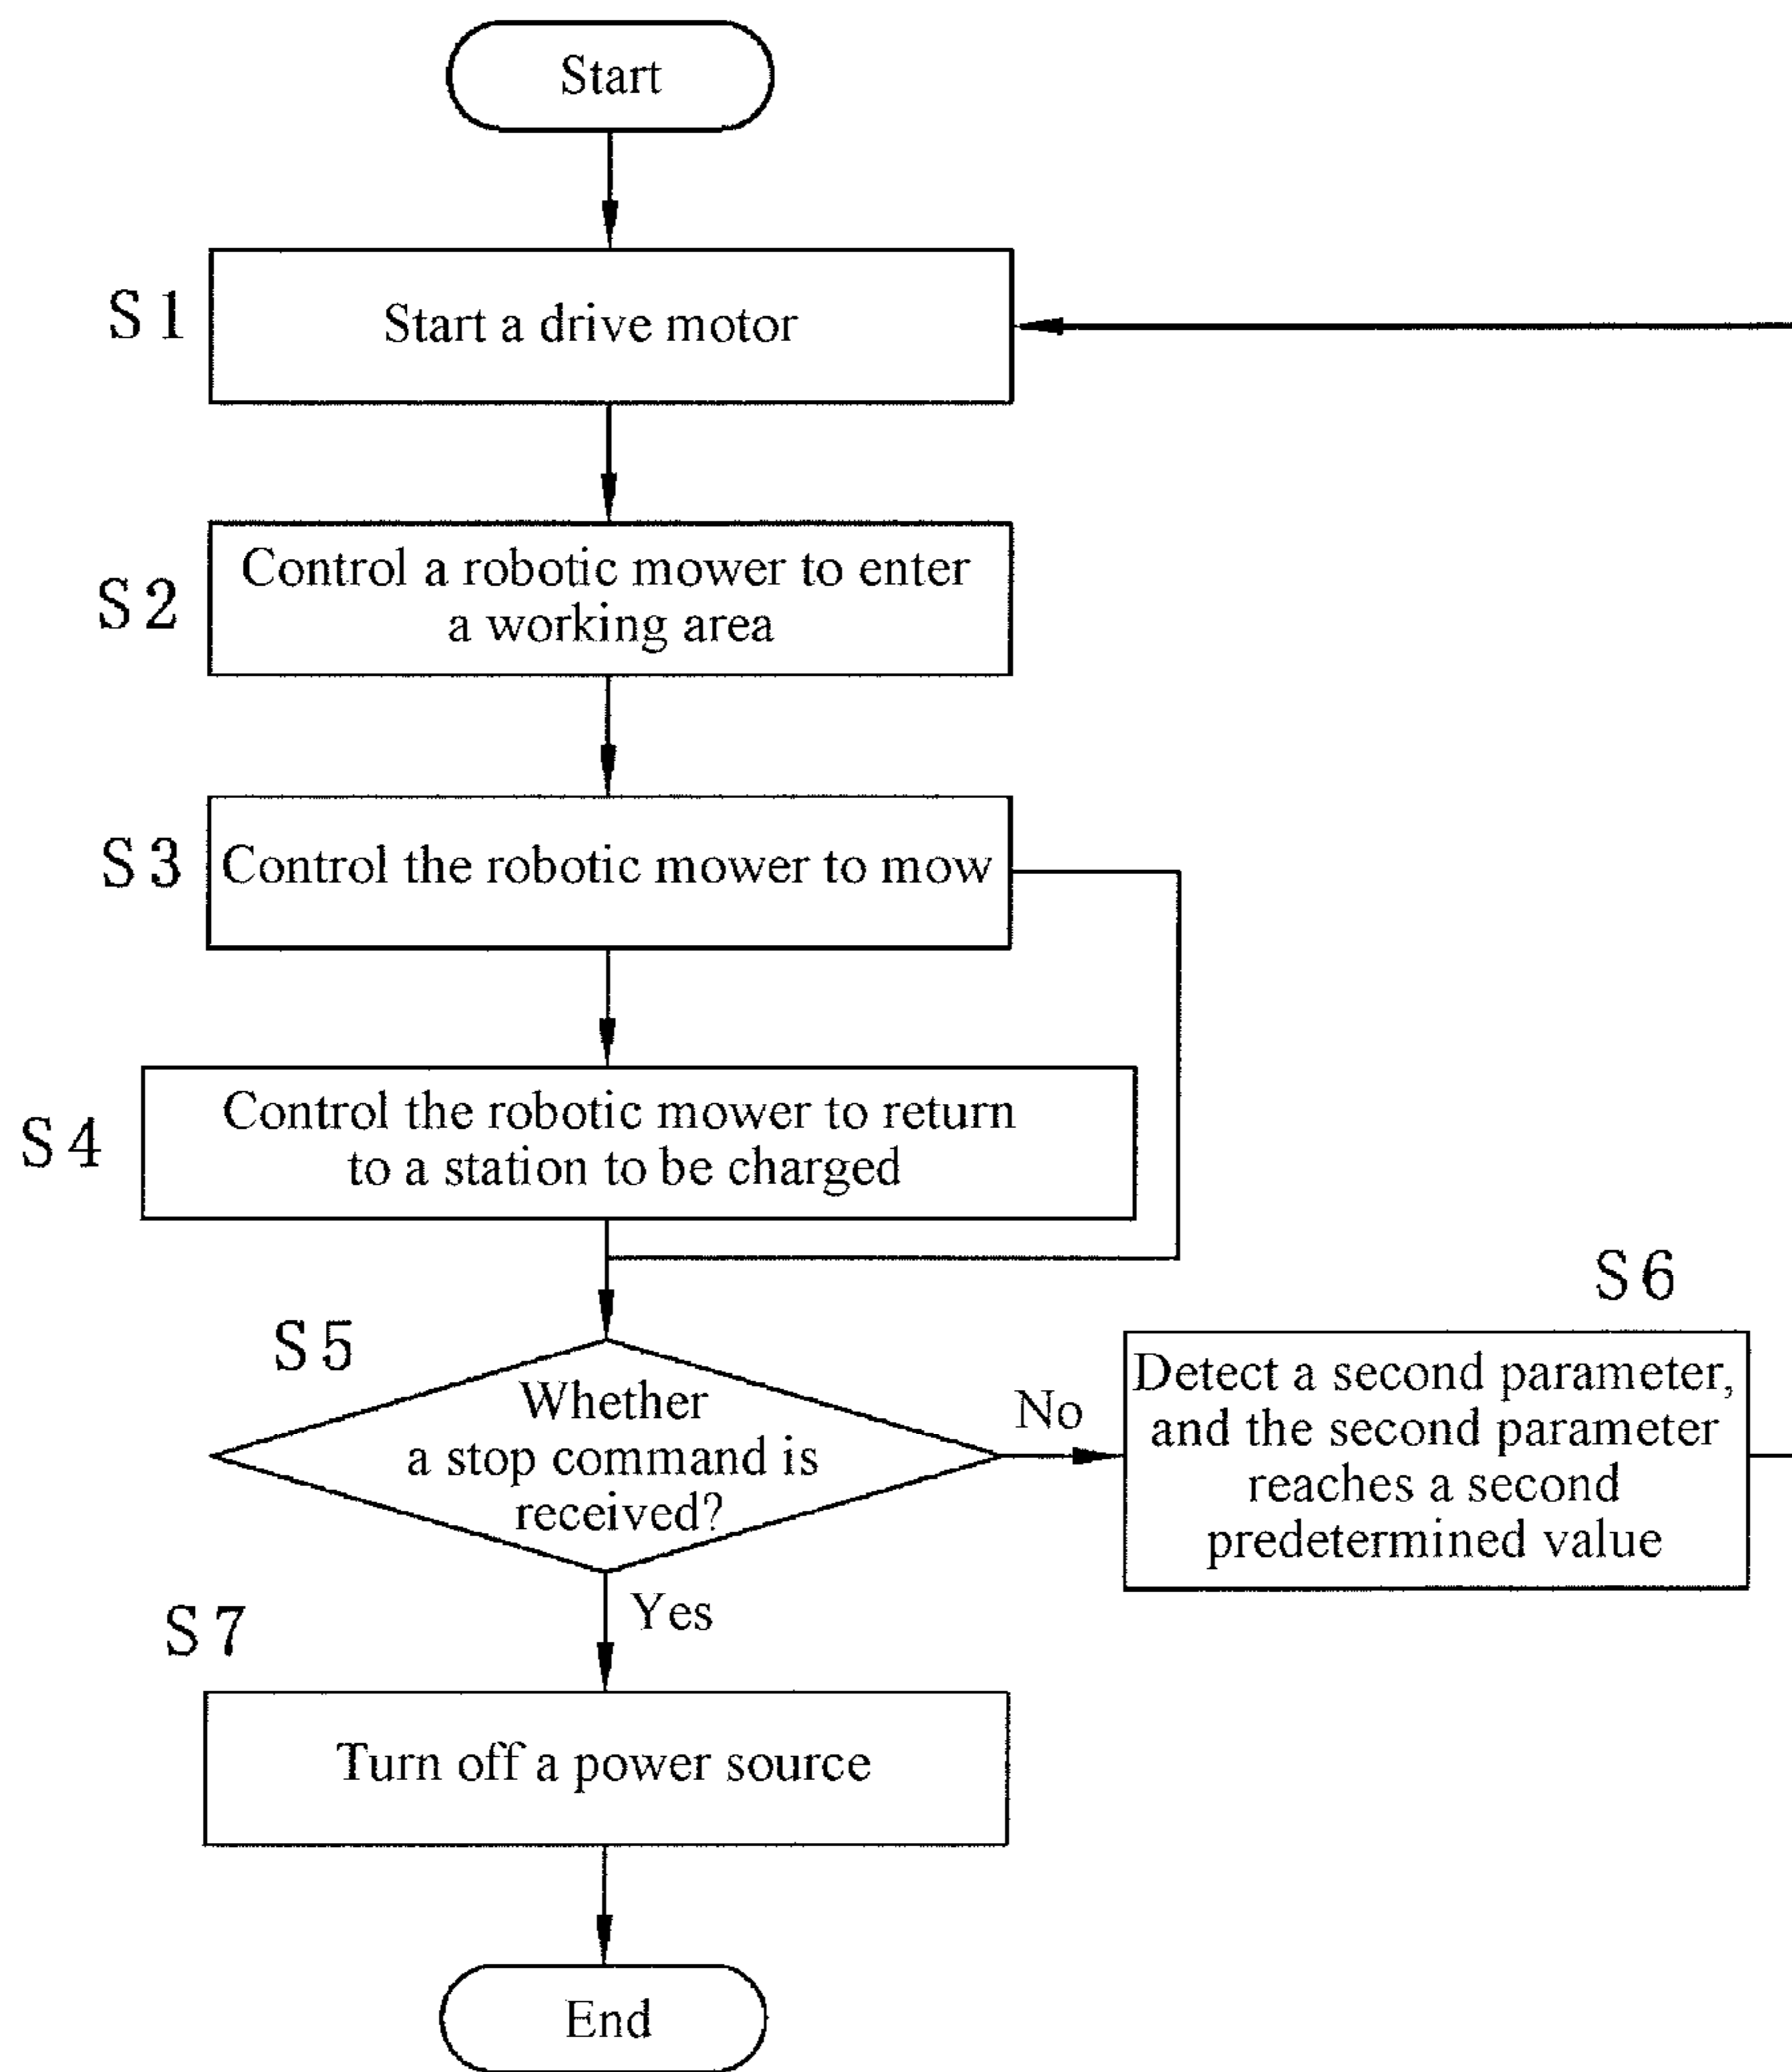 Start
S1
Start a drive motor
S2
Control a robotic mower to enter
a working area
S3
Control the robotic mower to mow
S4
Control the robotic mower to return
to a station to be charged
S5
Whether
a stop command is
received?
No
S6
Detect a second parameter,
and the second parameter
reaches a second
predetermined value
Yes
S7
Turn off a power source
End